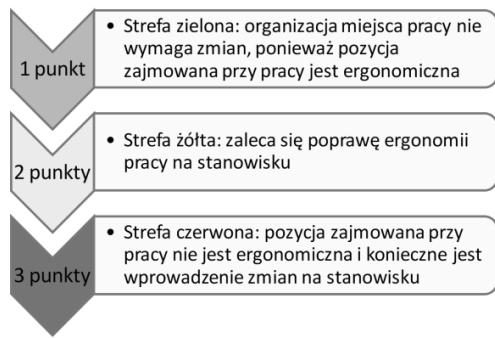 1 punkt
• Strefa zielona: organizacja miejsca pracy nie
wymaga zmian, ponieważ pozycja
zajmowana przy pracy jest ergonomiczna
2 punkty
• Strefa żółta: zaleca się poprawę ergonomii
pracy na stanowisku
3 punkty
• Strefa czerwona: pozycja zajmowana przy
pracy nie jest ergonomiczna i konieczne jest
wprowadzenie zmian na stanowisku